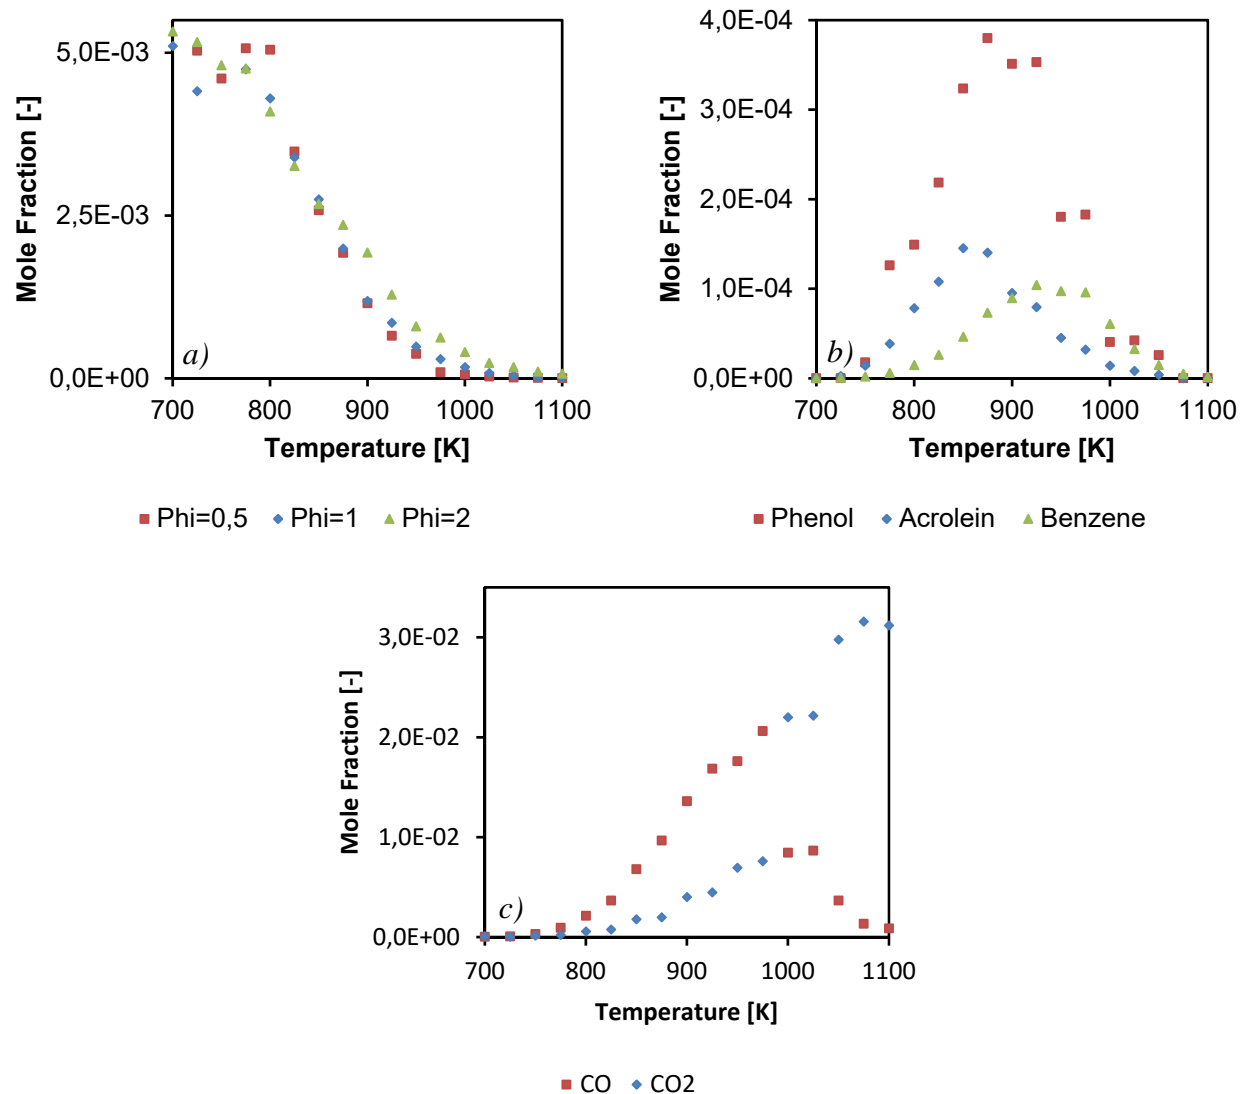 Mole Fraction [-]
5,0E-03
2,5E-03
0,0E+00
a)
700 800 900 1000 1100
Temperature [K]
Phi=0,5 Phi=1 Phi=2
Mole Fraction [-]
4,0E-04
3,0E-04
2,0E-04
1,0E-04
0,0E+00
b)
700 800 900 1000 1100
Temperature [K]
Phenol Acrolein Benzene
Mole Fraction [-]
3,0E-02
2,0E-02
1,0E-02
0,0E+00
c)
700 800 900 1000 1100
Temperature [K]
CO CO2